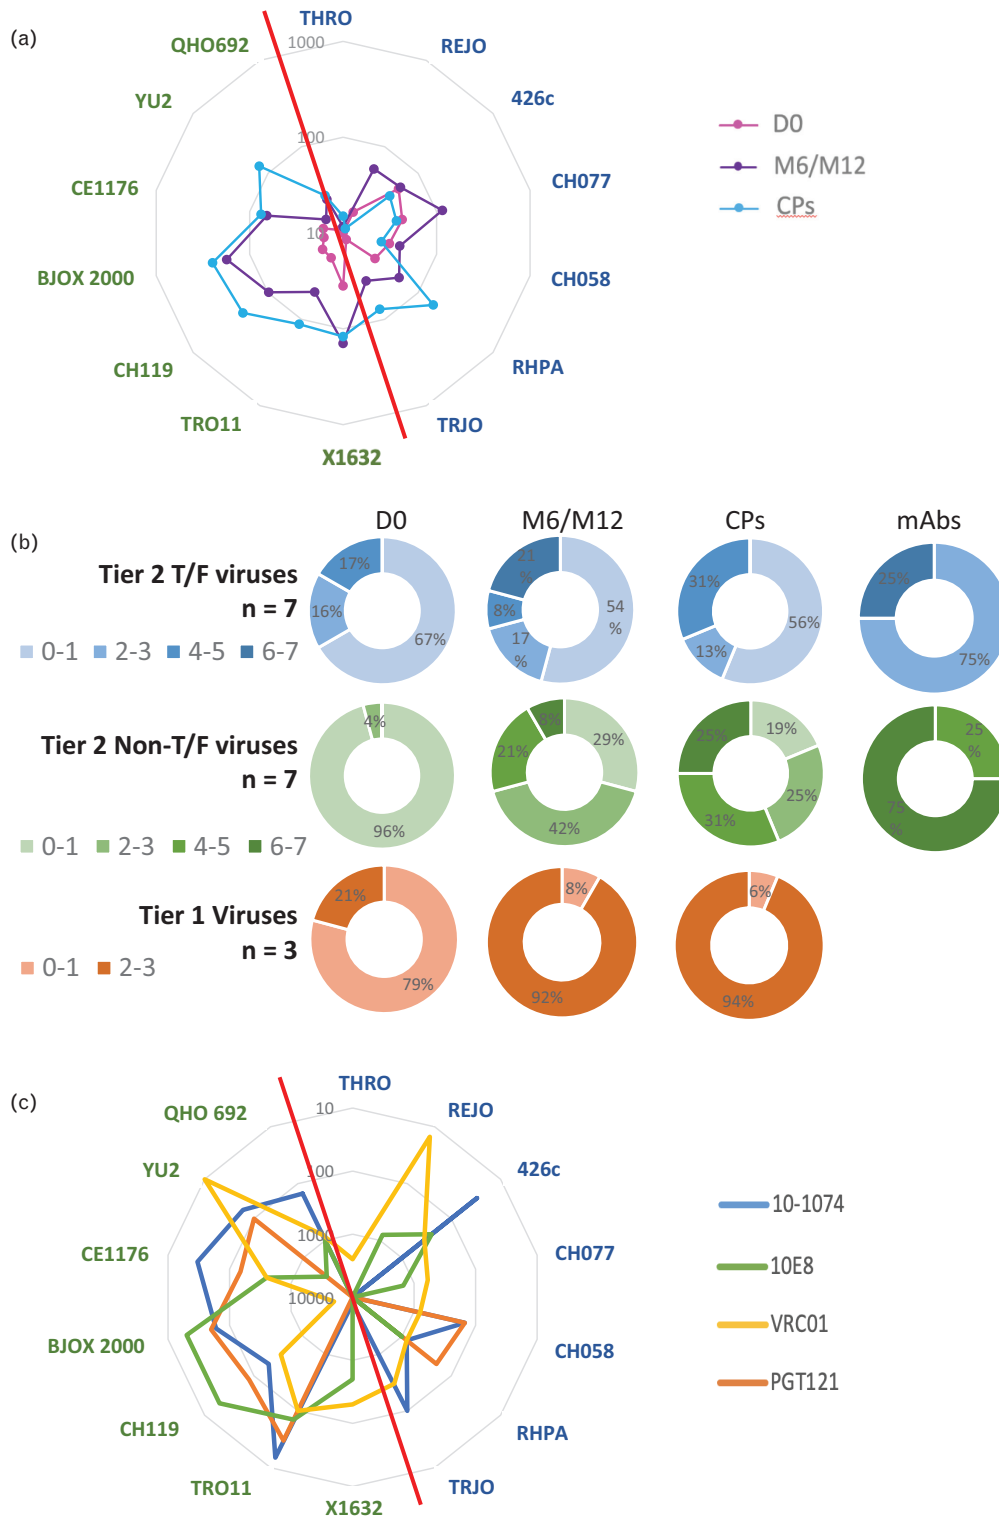 (a)
THRO
QHO692
1000
REJO
YU2
426c
100
D0
M6/M12
CPs
CE1176
CH077
10
BJOX 2000
CH058
CH119
RHPA
TRO11
TRJO
X1632
(b)
D0
M6/M12
CPs
mAbs
Tier 2 T/F viruses
n = 7
0-1 2-3 4-5 6-7
17%
16%
67%
21
%
8%
17
%
54
%
31%
13%
56%
25%
75%
Tier 2 Non-T/F viruses
n = 7
0-1 2-3 4-5 6-7
4%
96%
8%
21%
29%
42%
25%
19%
31%
25%
25
%
75
%
Tier 1 Viruses
n = 3
0-1 2-3
21%
79%
8%
92%
6%
94%
(c)
THRO
QHO 692
10
REJO
YU2
100
426c
10-1074
CE1176
1000
CH077
10E8
10000
VRC01
BJOX 2000
CH058
PGT121
CH119
RHPA
TRO11
TRJO
X1632